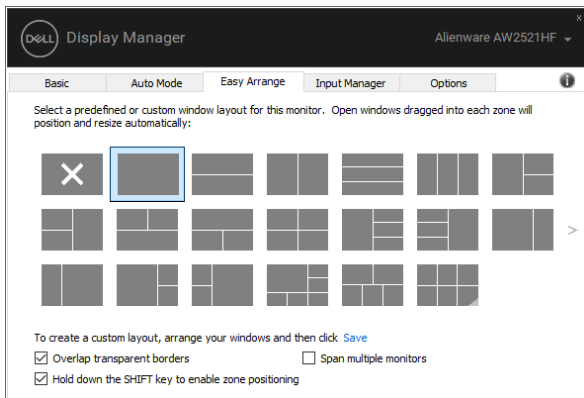 DELL Display Manager
Alienware AW2521HF
Basic
Auto Mode
Easy Arrange
Input Manager
Options
Select a predefined or custom window layout for this monitor. Open windows dragged into each zone will
position and resize automatically:
To create a custom layout, arrange your windows and then click Save
Overlap transparent borders
Span multiple monitors
Hold down the SHIFT key to enable zone positioning